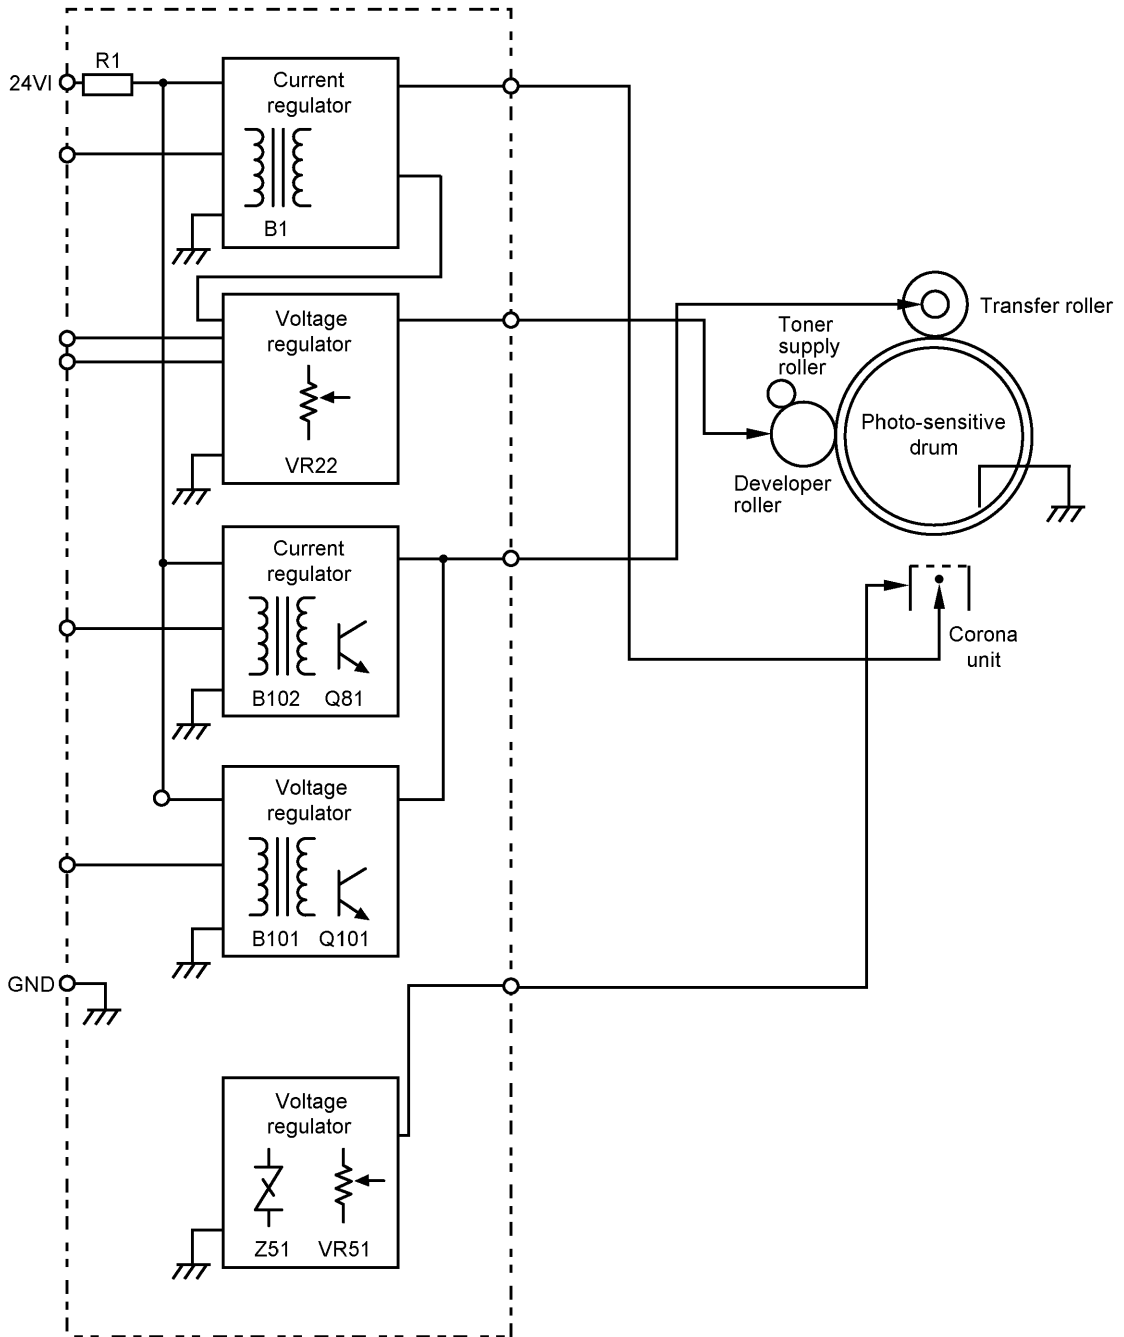 R1
24VI
Current
regulator
B1
Voltage
regulator
VR22
Current
regulator
B102 Q81
Voltage
regulator
B101 Q101
GND
Voltage
regulator
Z51 VR51
Transfer roller
Toner
supply
roller
Photo-sensitive
drum
Developer
roller
Corona
unit